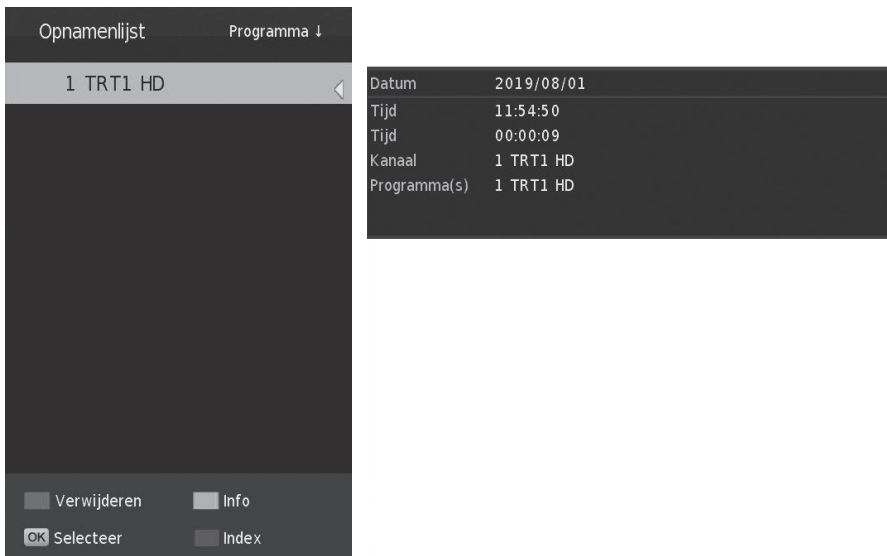 Opnamenlijst Programma ↓
1 TRT1 HD
Verwijderen Info
OK Selecteer Index
Datum 2019/08/01
Tijd 11:54:50
Tijd 00:00:09
Kanaal 1 TRT1 HD
Programma(s) 1 TRT1 HD